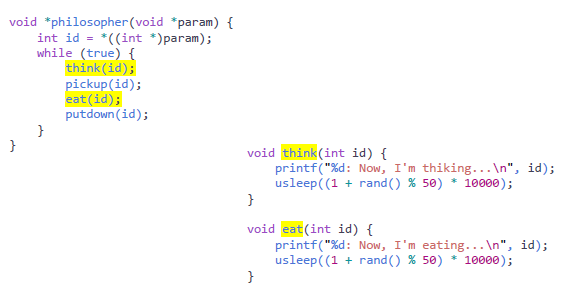 void *philosopher(void *param) {
    int id = *((int *)param);
    while (true) {
        think(id);
        pickup(id);
        eat(id);
        putdown(id);
    }
}
void think(int id) {
    printf("%d: Now, I'm thiking...\n", id);
    usleep((1 + rand() % 50) * 10000);
}
void eat(int id) {
    printf("%d: Now, I'm eating...\n", id);
    usleep((1 + rand() % 50) * 10000);
}